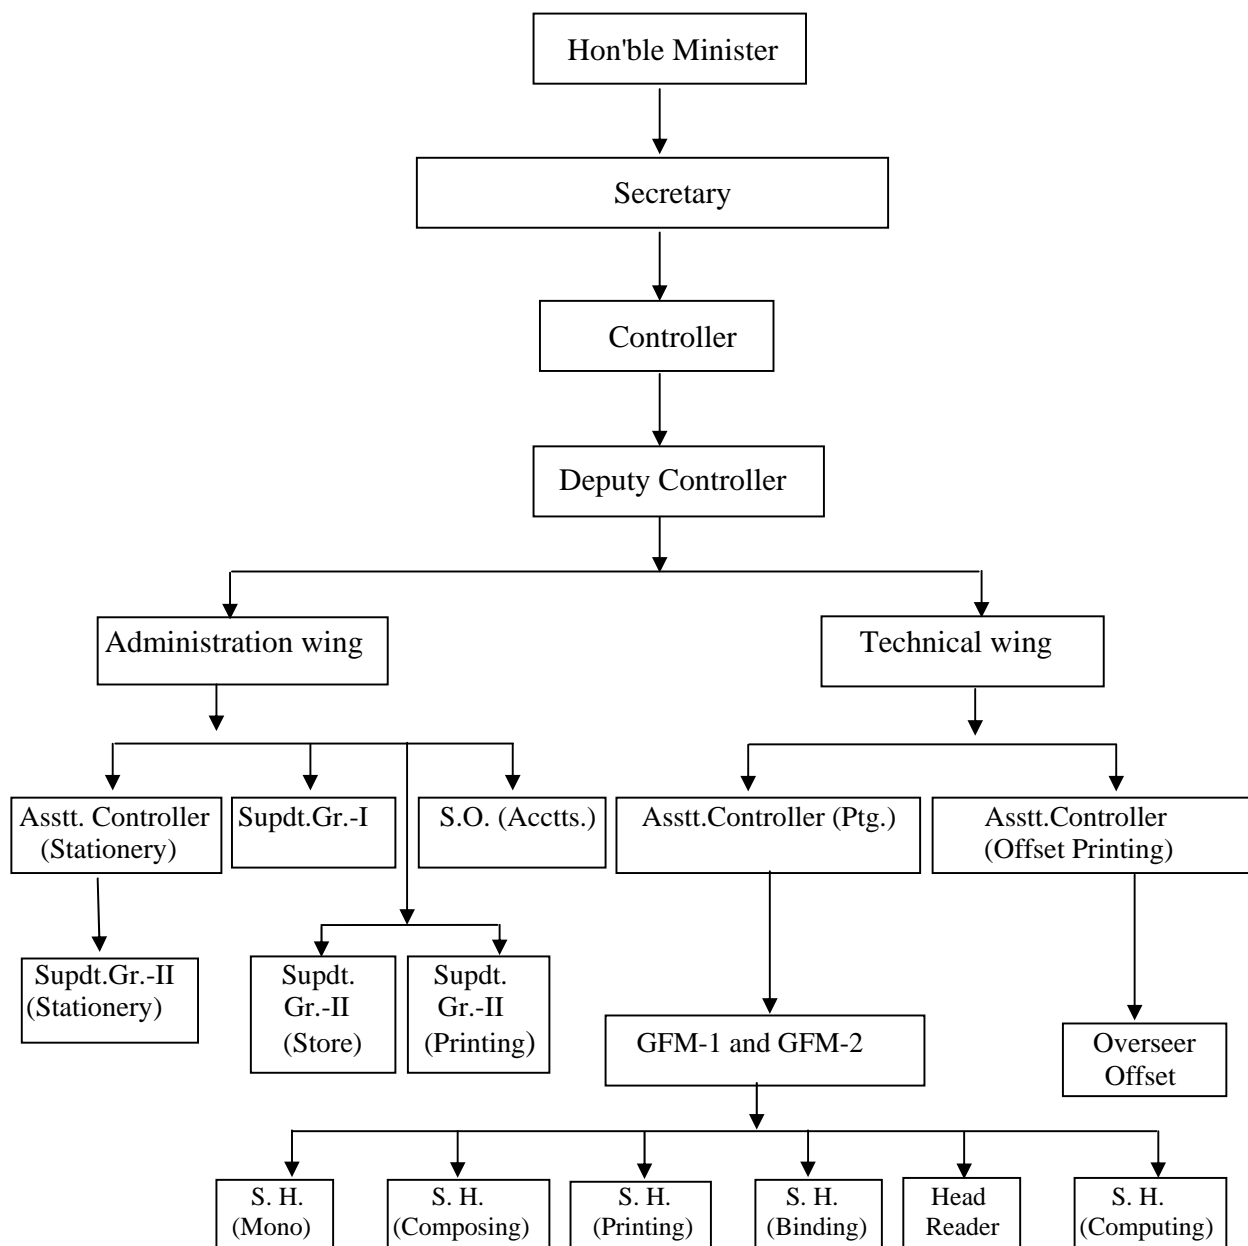 Hon'ble Minister
Secretary
Controller
Deputy Controller
Administration wing
Technical wing
Asstt. Controller
(Stationery)
Supdt.Gr.-I
S.O. (Acctts.)
Asstt.Controller (Ptg.)
Asstt.Controller
(Offset Printing)
Supdt.Gr.-II
(Stationery)
Supdt.
Gr.-II
(Store)
Supdt.
Gr.-II
(Printing)
GFM-1 and GFM-2
Overseer
Offset
S. H.
(Mono)
S. H.
(Composing)
S. H.
(Printing)
S. H.
(Binding)
Head
Reader
S. H.
(Computing)